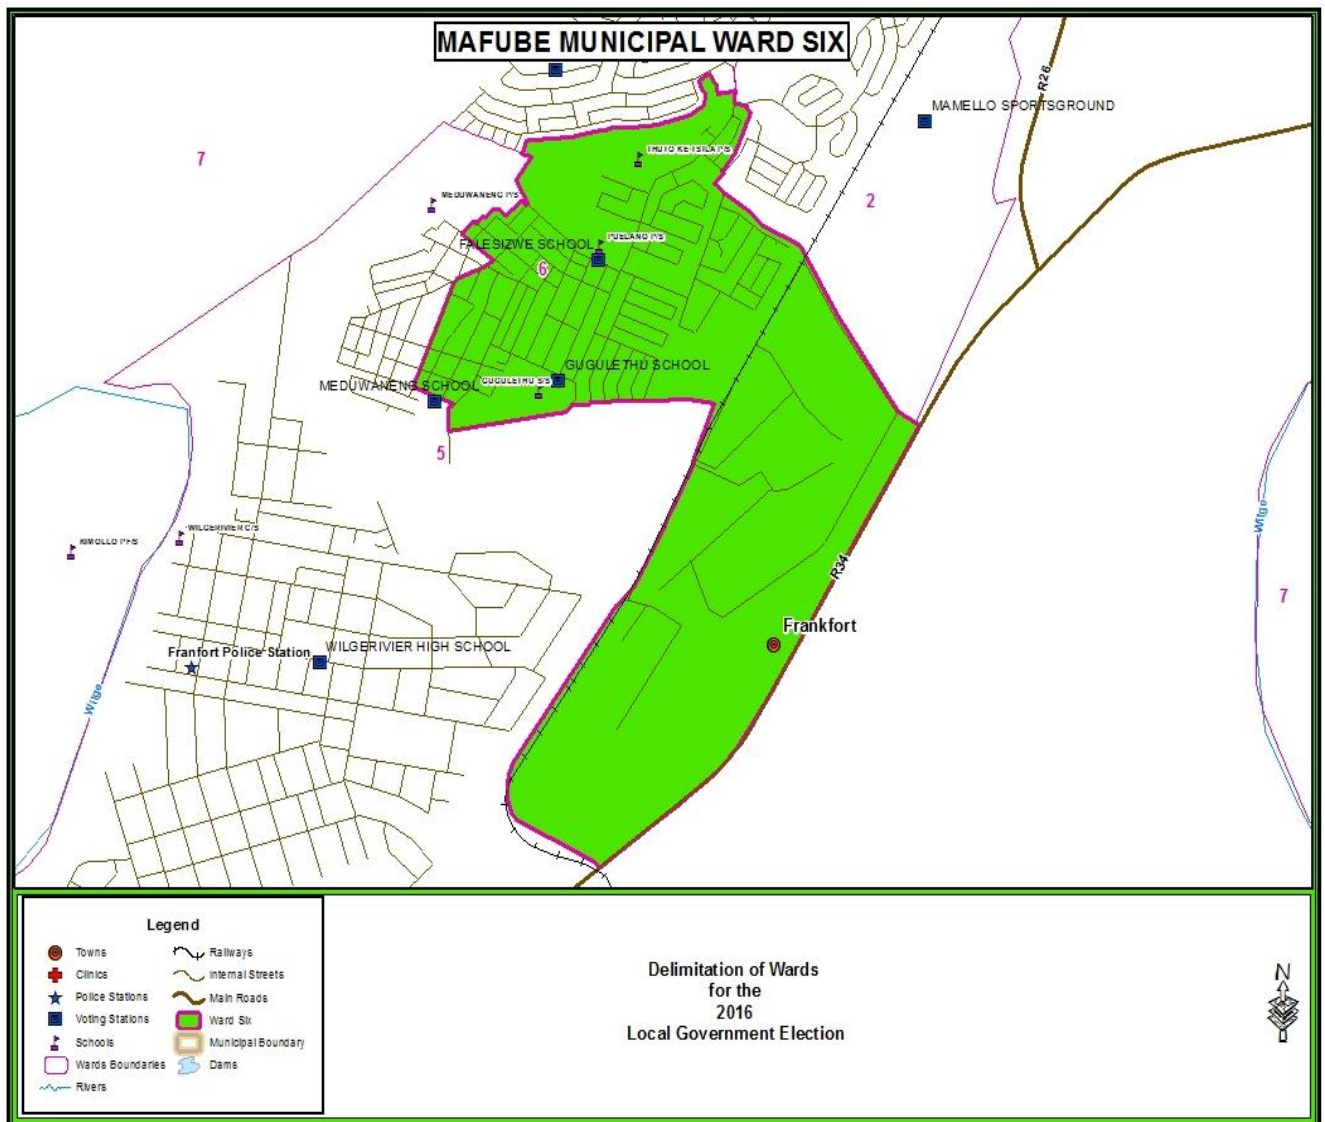 MAFUBE MUNICIPAL WARD SIX
R26
MAMELLO SPORTSGROUND
THUTO KE TSILA P/S
7
MEDUWANENG P/S
2
PUELANO P/S
FALESIZWE SCHOOL
6
GUGULETHU SCHOOL
GUGULETHU S/S
MEDUWANENG SCHOOL
5
WILGERIVIER C/S
Wilge
R34
7
Frankfort
WILGERIVIER HIGH SCHOOL
Franfort Police Station
Wilge
Legend
Towns
Railways
Clinics
Internal Streets
Police Stations
Main Roads
Voting Stations
Ward Six
Schools
Municipal Boundary
Wards Boundaries
Dams
Rivers
Delimitation of Wards
for the
2016
Local Government Election
N